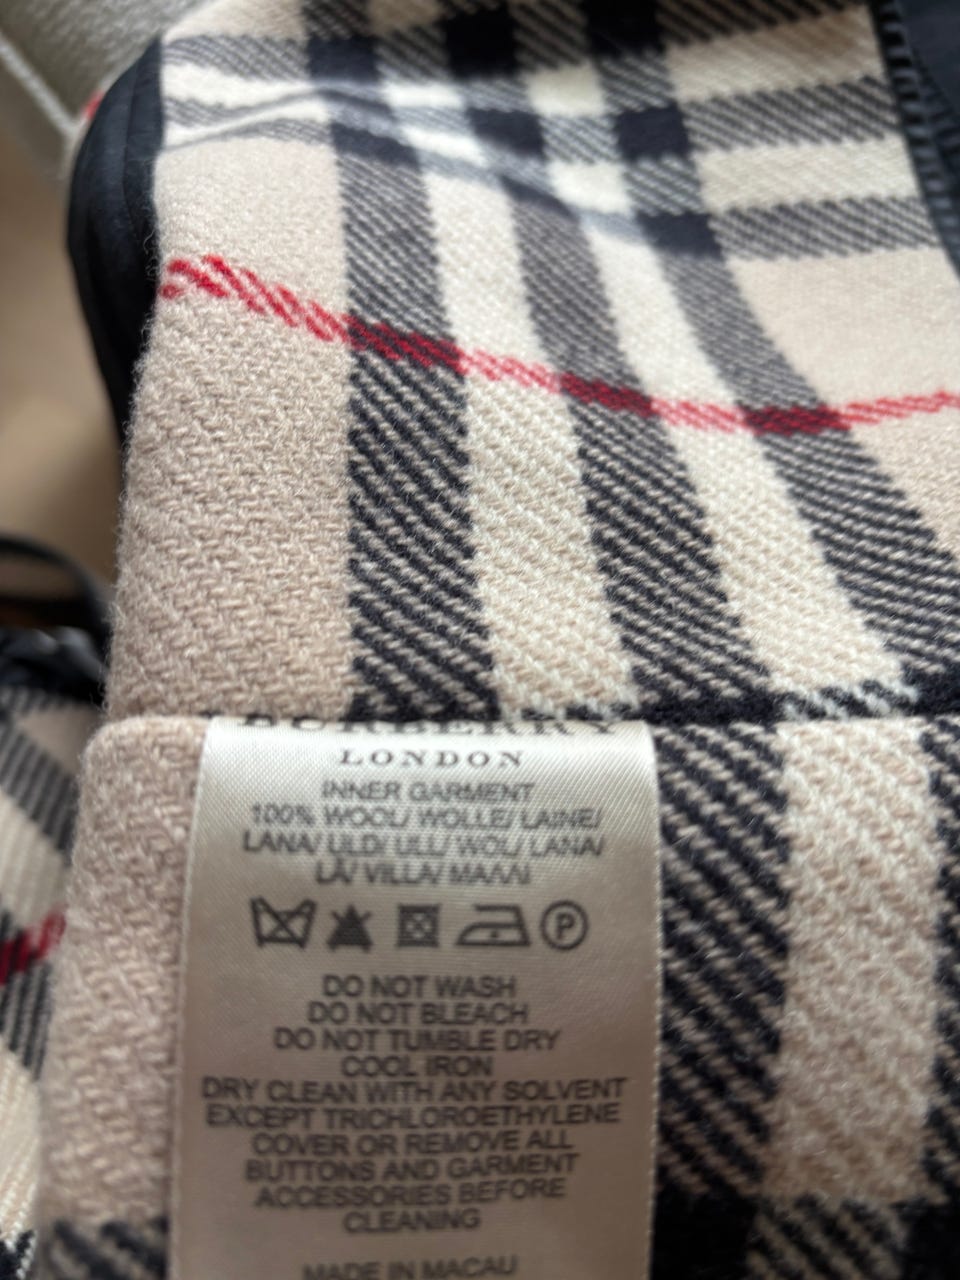 BURBERRY
LONDON
INNER GARMENT
100% WOOL/ WOLLE/ LAINE/
LANA/ ULD/ ULL/ WOL/ LANA/
LÃ/ VILLA/ ΜΑΛΛΙ
P
DO NOT WASH
DO NOT BLEACH
DO NOT TUMBLE DRY
COOL IRON
DRY CLEAN WITH ANY SOLVENT
EXCEPT TRICHLOROETHYLENE
COVER OR REMOVE ALL
BUTTONS AND GARMENT
ACCESSORIES BEFORE
CLEANING
MADE IN MACAU